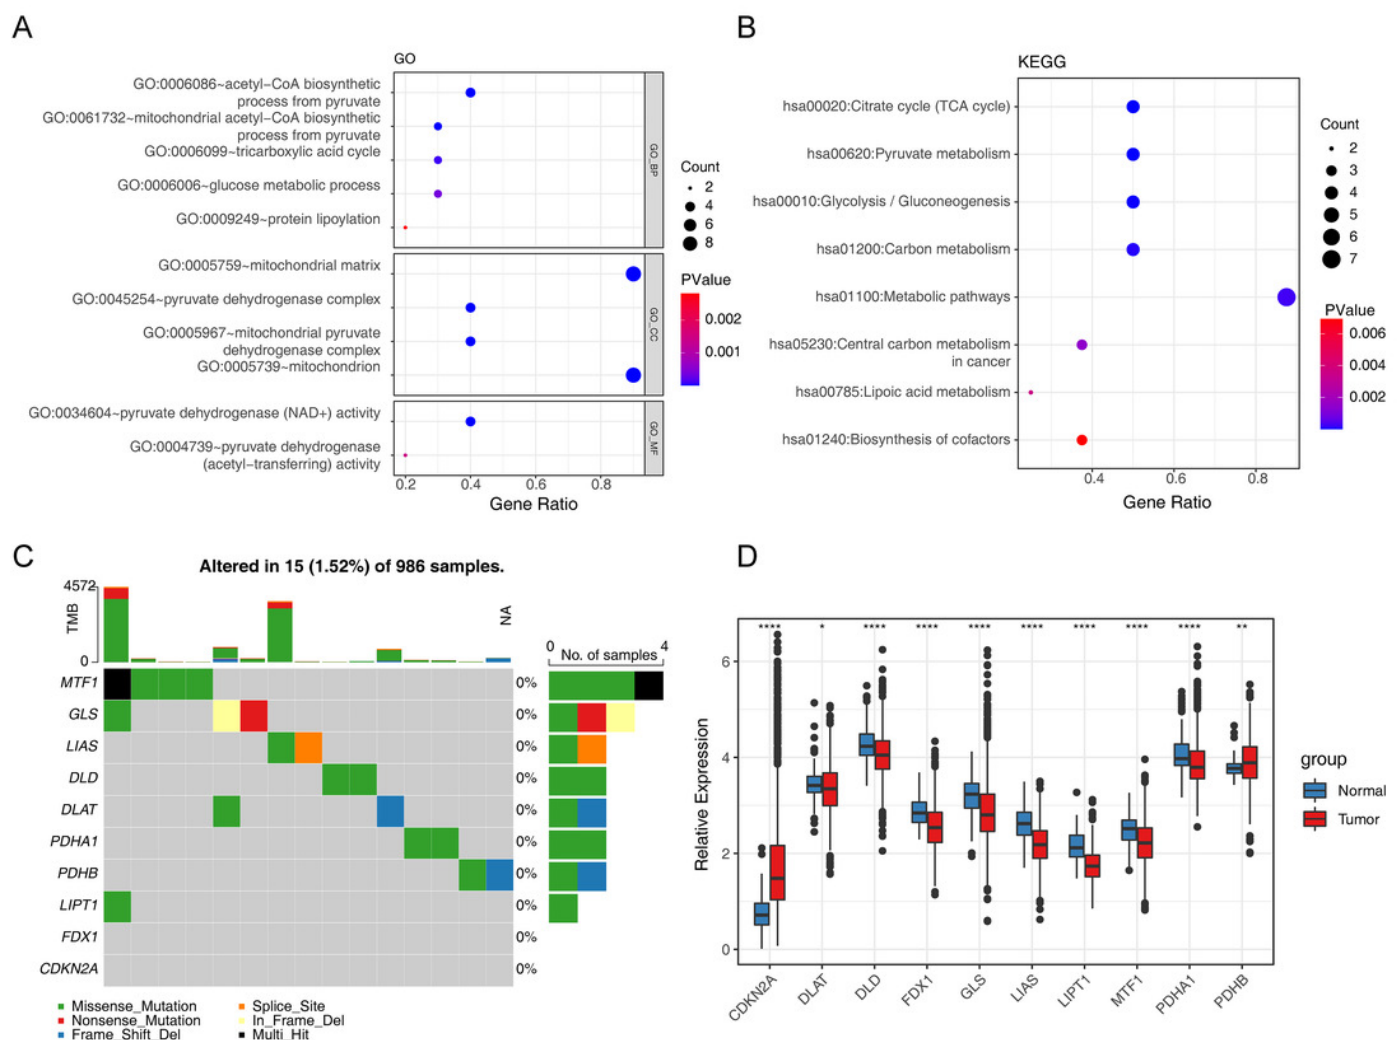 A
GO
GO:0006086~acetyl−CoA biosynthetic
process from pyruvate
GO:0061732~mitochondrial acetyl−CoA biosynthetic
process from pyruvate
GO:0006099~tricarboxylic acid cycle
GO:0006006~glucose metabolic process
GO:0009249~protein lipoylation
GO:0005759~mitochondrial matrix
GO:0045254~pyruvate dehydrogenase complex
GO:0005967~mitochondrial pyruvate
dehydrogenase complex
GO:0005739~mitochondrion
GO:0034604~pyruvate dehydrogenase (NAD+) activity
GO:0004739~pyruvate dehydrogenase
(acetyl−transferring) activity
GO_BP
GO_CC
GO_MF
0.2 0.4 0.6 0.8
Gene Ratio
Count
2
4
6
8
PValue
0.002
0.001
B
KEGG
hsa00020:Citrate cycle (TCA cycle)
hsa00620:Pyruvate metabolism
hsa00010:Glycolysis / Gluconeogenesis
hsa01200:Carbon metabolism
hsa01100:Metabolic pathways
hsa05230:Central carbon metabolism
in cancer
hsa00785:Lipoic acid metabolism
hsa01240:Biosynthesis of cofactors
0.4 0.6 0.8
Gene Ratio
Count
2
3
4
5
6
7
PValue
0.006
0.004
0.002
C
Altered in 15 (1.52%) of 986 samples.
4572
TMB
0
NA
0 4
No. of samples
MTF1 0%
GLS 0%
LIAS 0%
DLD 0%
DLAT 0%
PDHA1 0%
PDHB 0%
LIPT1 0%
FDX1 0%
CDKN2A 0%
Missense_Mutation
Nonsense_Mutation
Frame_Shift_Del
Splice_Site
In_Frame_Del
Multi_Hit
D
**** * **** **** **** **** **** **** **** **
Relative Expression
6
4
2
0
CDKN2A DLAT DLD FDX1 GLS LIAS LIPT1 MTF1 PDHA1 PDHB
group
Normal
Tumor